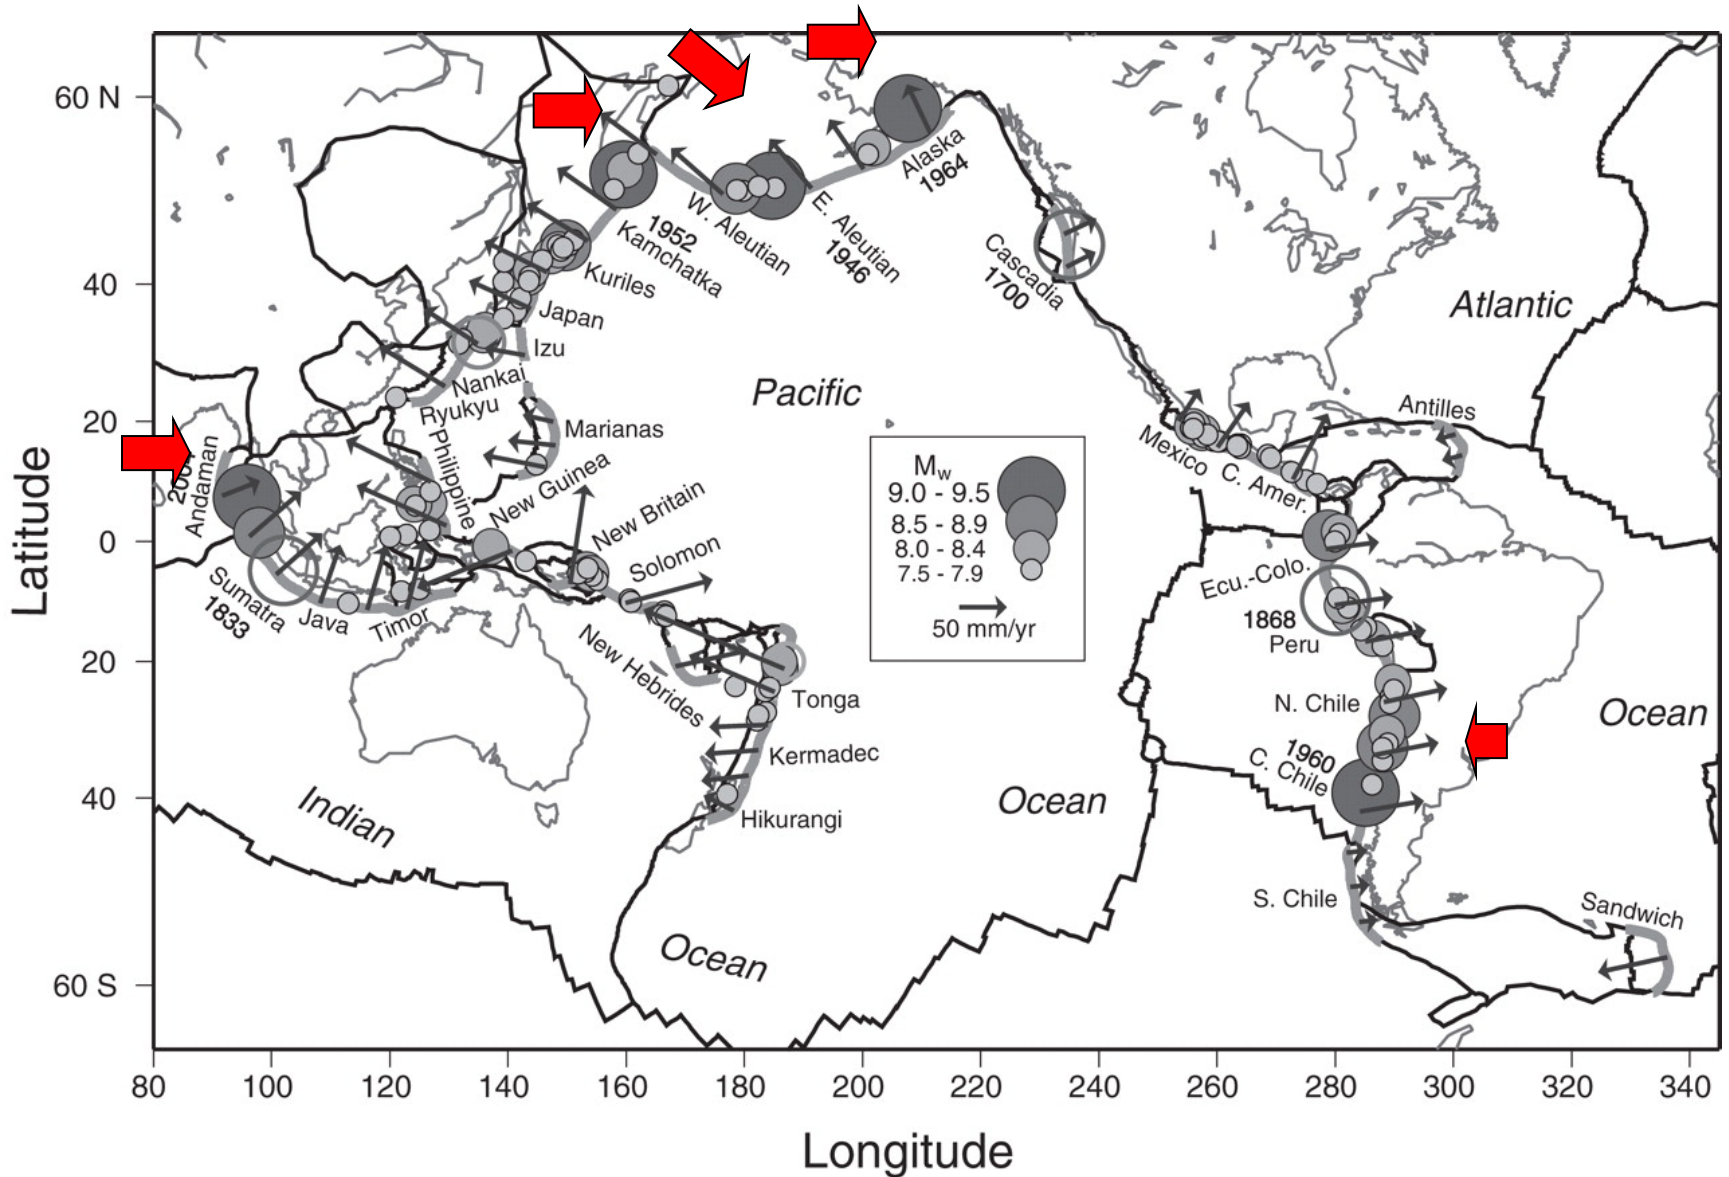 60 N
40
20
0
20
40
60 S
Latitude
80 100 120 140 160 180 200 220 240 260 280 300 320 340
Longitude
Alaska
1964
W. Aleutian
E. Aleutian
1946
1952
Kamchatka
Kuriles
Japan
Izu
Nankai
Ryukyu
Marianas
Philippine
New Guinea
New Britain
Solomon
Andaman
Sumatra
1833
Java
Timor
New Hebrides
Tonga
Kermadec
Hikurangi
Cascadia
1700
Mexico
C. Amer.
Antilles
Ecu.-Colo.
1868
Peru
N. Chile
1960
C. Chile
S. Chile
Sandwich
Pacific
Ocean
Atlantic
Ocean
Indian
Ocean
Mw
9.0 - 9.5
8.5 - 8.9
8.0 - 8.4
7.5 - 7.9
50 mm/yr